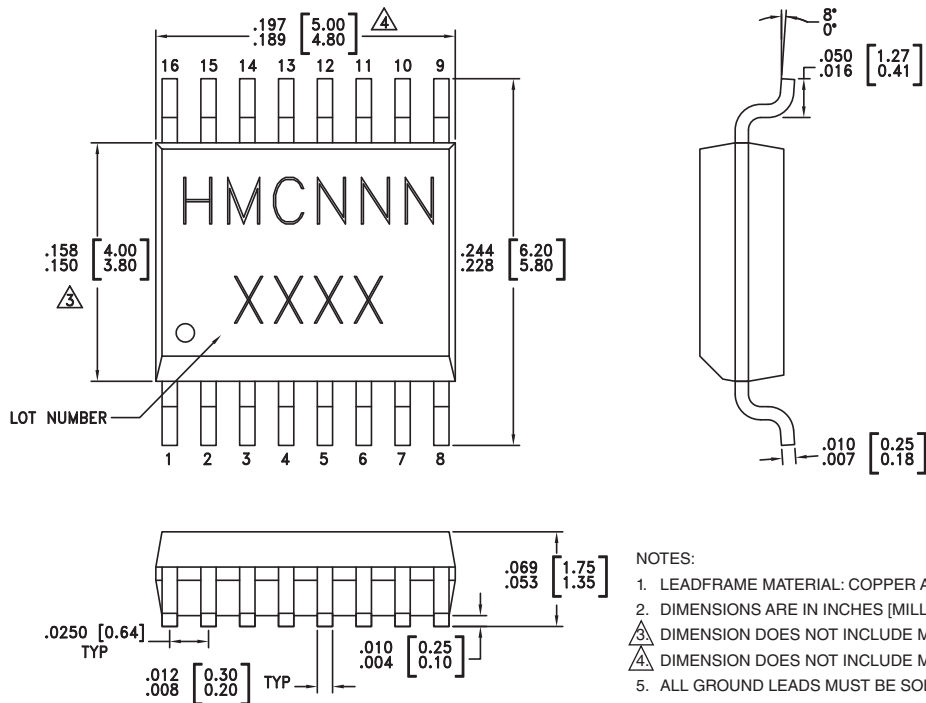 .197 [5.00] 4
.189 [4.80]
8°
0°
.050 [1.27]
.016 [0.41]
16 15 14 13 12 11 10 9
HMCNNN
.158 [4.00]
.150 [3.80]
3
.244 [6.20]
.228 [5.80]
XXXX
LOT NUMBER
1 2 3 4 5 6 7 8
.010 [0.25]
.007 [0.18]
.069 [1.75]
.053 [1.35]
.0250 [0.64]
TYP
.012 [0.30]
.008 [0.20]
TYP
.010 [0.25]
.004 [0.10]
NOTES:
1. LEADFRAME MATERIAL: COPPER A
2. DIMENSIONS ARE IN INCHES [MILL
3. DIMENSION DOES NOT INCLUDE M
4. DIMENSION DOES NOT INCLUDE M
5. ALL GROUND LEADS MUST BE SOL